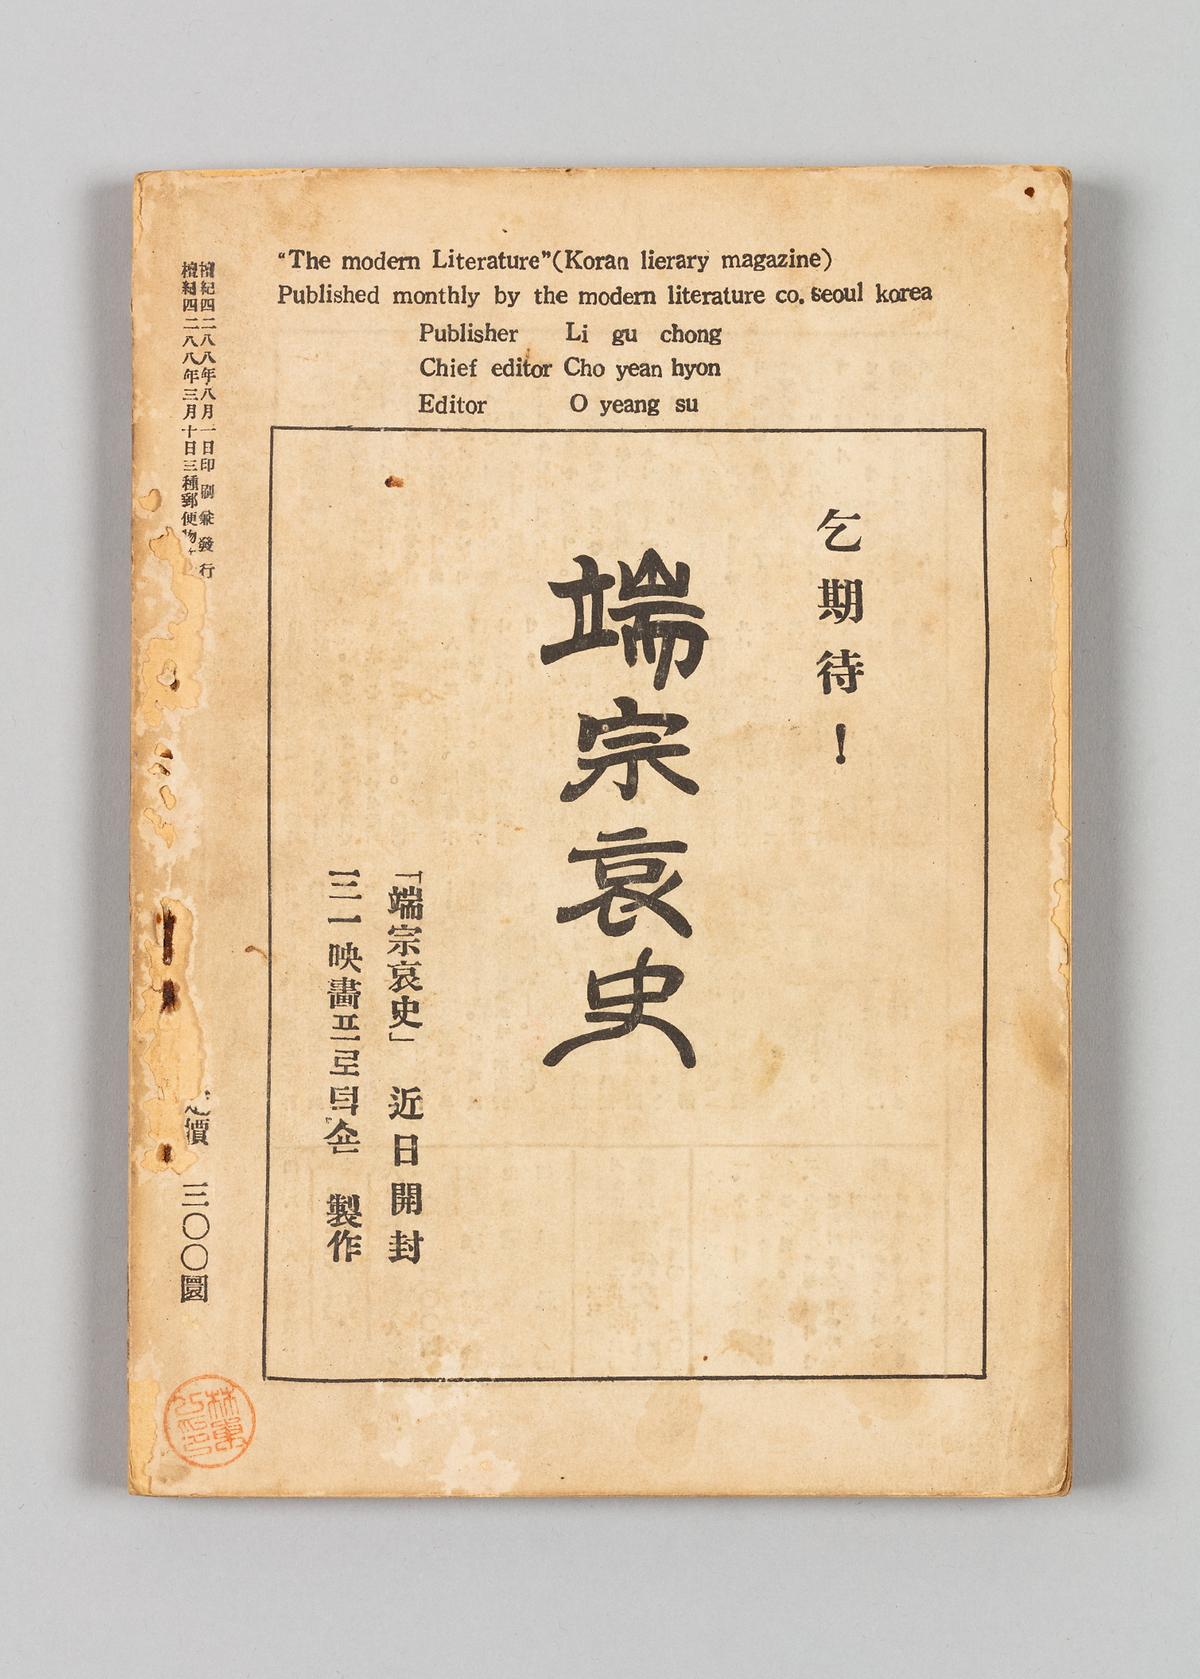 “The modern Literature”(Koran lierary magazine)
Published monthly by the modern literature co. seoul korea
Publisher Li gu chong
Chief editor Cho yean hyon
Editor O yeang su
乞期待！
端宗哀史
「端宗哀史」 近日開封
三一映畵프로덕숀 製作
檀紀四二八八年八月一日印刷兼發行
檀紀四二八八年三月十日三種郵便物
定價 三〇〇圜